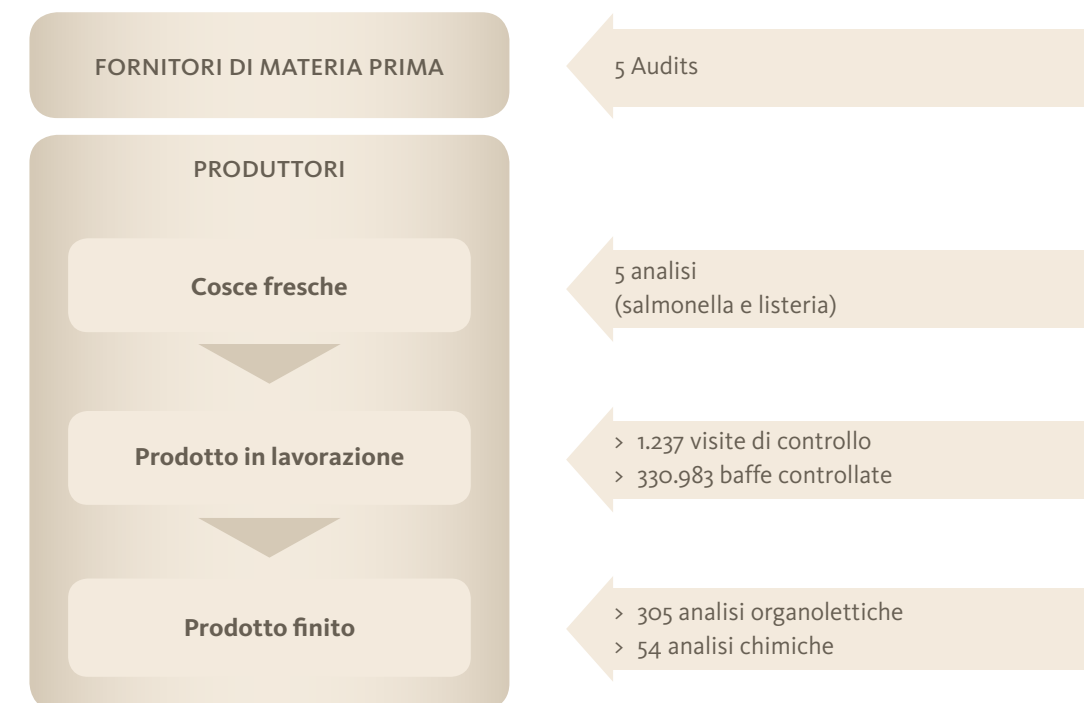 FORNITORI DI MATERIA PRIMA
5 Audits
PRODUTTORI
Cosce fresche
5 analisi
(salmonella e listeria)
Prodotto in lavorazione
> 1.237 visite di controllo
> 330.983 baffe controllate
Prodotto finito
> 305 analisi organolettiche
> 54 analisi chimiche